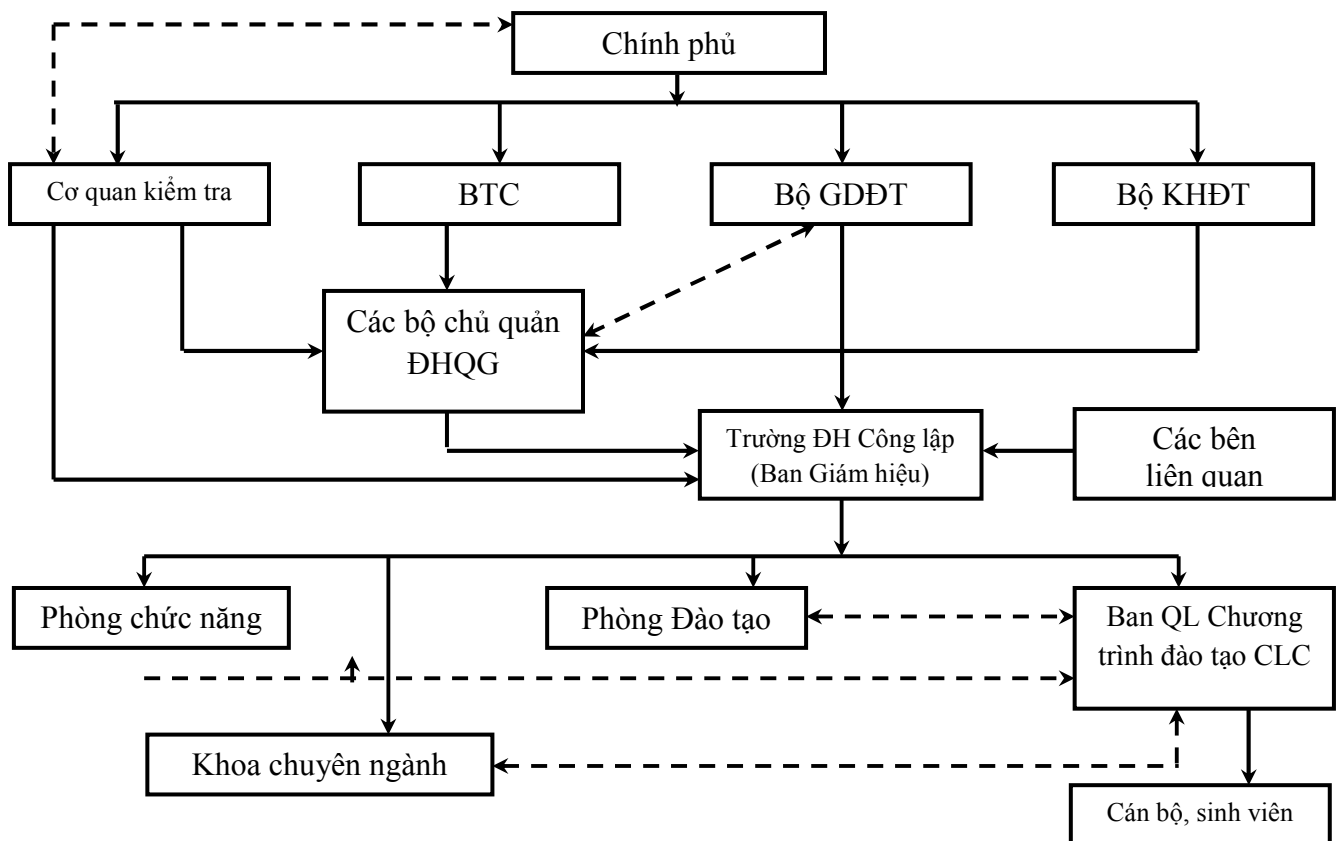 Chính phủ
Cơ quan kiểm tra
BTC
Bộ GDĐT
Bộ KHĐT
Các bộ chủ quản
ĐHQG
Trường ĐH Công lập
(Ban Giám hiệu)
Các bên
liên quan
Phòng chức năng
Phòng Đào tạo
Ban QL Chương
trình đào tạo CLC
Khoa chuyên ngành
Cán bộ, sinh viên